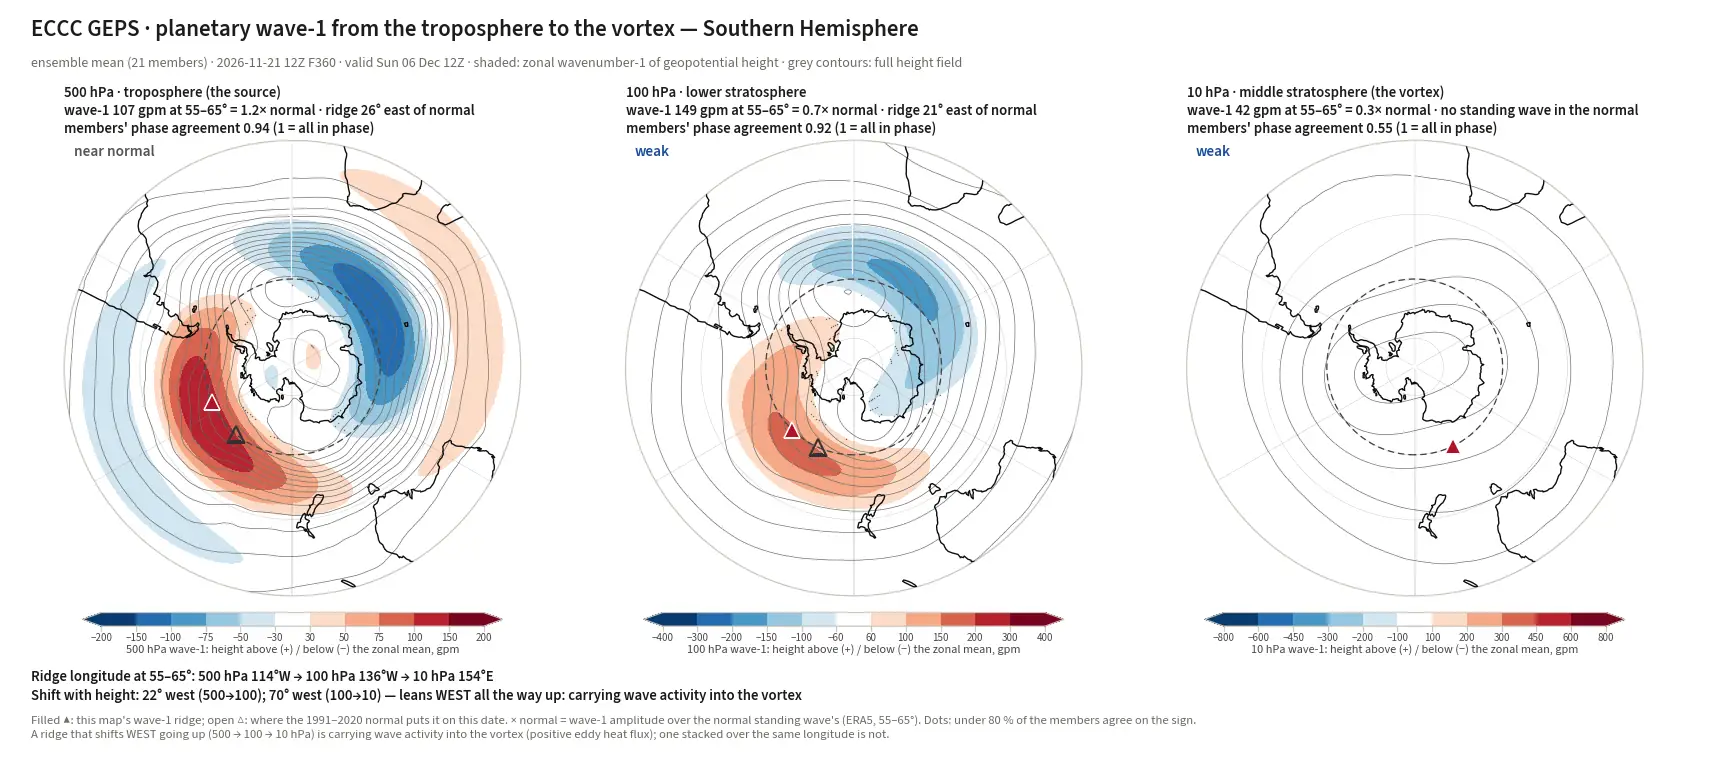 ECCC GEPS · planetary wave-1 from the troposphere to the vortex — Southern Hemisphere
ensemble mean (21 members) · 2026-11-21 12Z F360 · valid Sun 06 Dec 12Z · shaded: zonal wavenumber-1 of geopotential height · grey contours: full height field
500 hPa · troposphere (the source)
wave-1 107 gpm at 55–65° = 1.2× normal · ridge 26° east of normal
members' phase agreement 0.94 (1 = all in phase)
near normal
100 hPa · lower stratosphere
wave-1 149 gpm at 55–65° = 0.7× normal · ridge 21° east of normal
members' phase agreement 0.92 (1 = all in phase)
weak
10 hPa · middle stratosphere (the vortex)
wave-1 42 gpm at 55–65° = 0.3× normal · no standing wave in the normal
members' phase agreement 0.55 (1 = all in phase)
weak
−200 −150 −100 −75 −50 −30 30 50 75 100 150 200
500 hPa wave-1: height above (+) / below (−) the zonal mean, gpm
−400 −300 −200 −150 −100 −60 60 100 150 200 300 400
100 hPa wave-1: height above (+) / below (−) the zonal mean, gpm
−800 −600 −450 −300 −200 −100 100 200 300 450 600 800
10 hPa wave-1: height above (+) / below (−) the zonal mean, gpm
Ridge longitude at 55–65°: 500 hPa 114°W → 100 hPa 136°W → 10 hPa 154°E
Shift with height: 22° west (500→100); 70° west (100→10) — leans WEST all the way up: carrying wave activity into the vortex
Filled ▲: this map's wave-1 ridge; open △: where the 1991–2020 normal puts it on this date. × normal = wave-1 amplitude over the normal standing wave's (ERA5, 55–65°). Dots: under 80 % of the members agree on the sign.
A ridge that shifts WEST going up (500 → 100 → 10 hPa) is carrying wave activity into the vortex (positive eddy heat flux); one stacked over the same longitude is not.